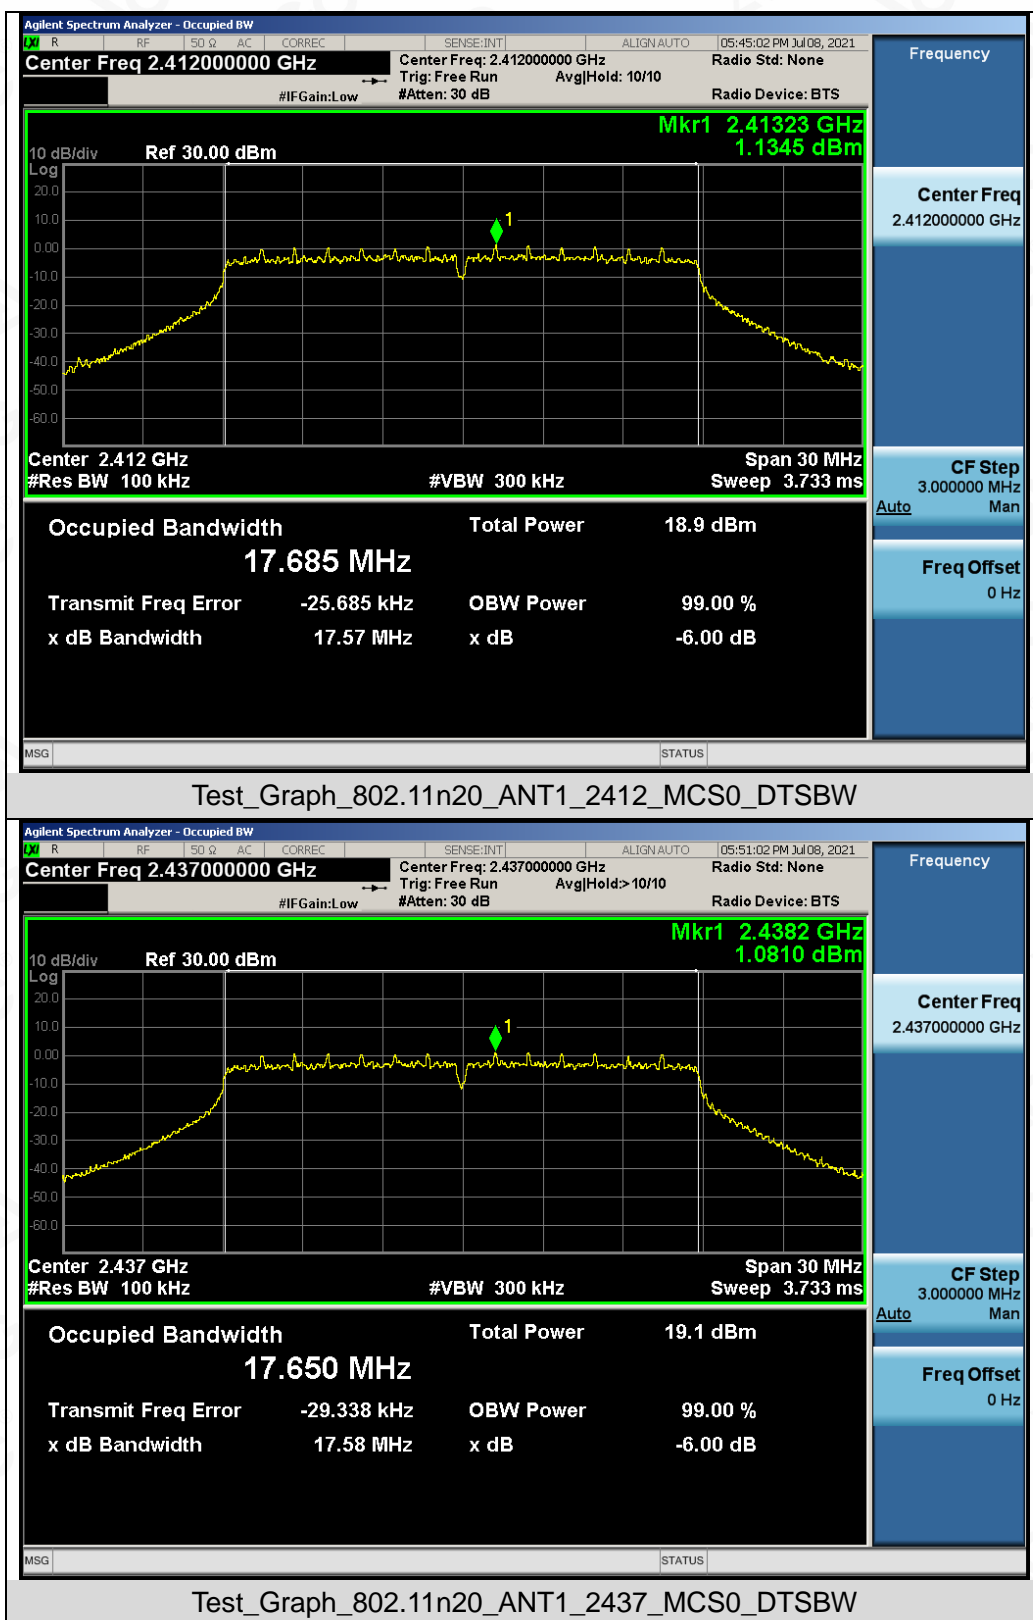 Agilent Spectrum Analyzer - Occupied BW
LXI R RF 50 Ω AC CORREC SENSE:INT ALIGN AUTO 05:45:02 PM Jul 08, 2021
Center Freq 2.412000000 GHz
Center Freq: 2.412000000 GHz Radio Std: None
Trig: Free Run Avg|Hold: 10/10
#IFGain:Low #Atten: 30 dB Radio Device: BTS
Frequency
Mkr1 2.41323 GHz
1.1345 dBm
10 dB/div Ref 30.00 dBm
Log
20.0
10.0
0.00
-10.0
-20.0
-30.0
-40.0
-50.0
-60.0
1
Center Freq
2.412000000 GHz
Center 2.412 GHz Span 30 MHz
#Res BW 100 kHz #VBW 300 kHz Sweep 3.733 ms
CF Step
3.000000 MHz
Auto Man
Occupied Bandwidth Total Power 18.9 dBm
17.685 MHz
Transmit Freq Error -25.685 kHz OBW Power 99.00 %
x dB Bandwidth 17.57 MHz x dB -6.00 dB
Freq Offset
0 Hz
MSG STATUS
Test_Graph_802.11n20_ANT1_2412_MCS0_DTSBW
Agilent Spectrum Analyzer - Occupied BW
LXI R RF 50 Ω AC CORREC SENSE:INT ALIGN AUTO 05:51:02 PM Jul 08, 2021
Center Freq 2.437000000 GHz
Center Freq: 2.437000000 GHz Radio Std: None
Trig: Free Run Avg|Hold:>10/10
#IFGain:Low #Atten: 30 dB Radio Device: BTS
Frequency
Mkr1 2.4382 GHz
1.0810 dBm
10 dB/div Ref 30.00 dBm
Log
20.0
10.0
0.00
-10.0
-20.0
-30.0
-40.0
-50.0
-60.0
1
Center Freq
2.437000000 GHz
Center 2.437 GHz Span 30 MHz
#Res BW 100 kHz #VBW 300 kHz Sweep 3.733 ms
CF Step
3.000000 MHz
Auto Man
Occupied Bandwidth Total Power 19.1 dBm
17.650 MHz
Transmit Freq Error -29.338 kHz OBW Power 99.00 %
x dB Bandwidth 17.58 MHz x dB -6.00 dB
Freq Offset
0 Hz
MSG STATUS
Test_Graph_802.11n20_ANT1_2437_MCS0_DTSBW